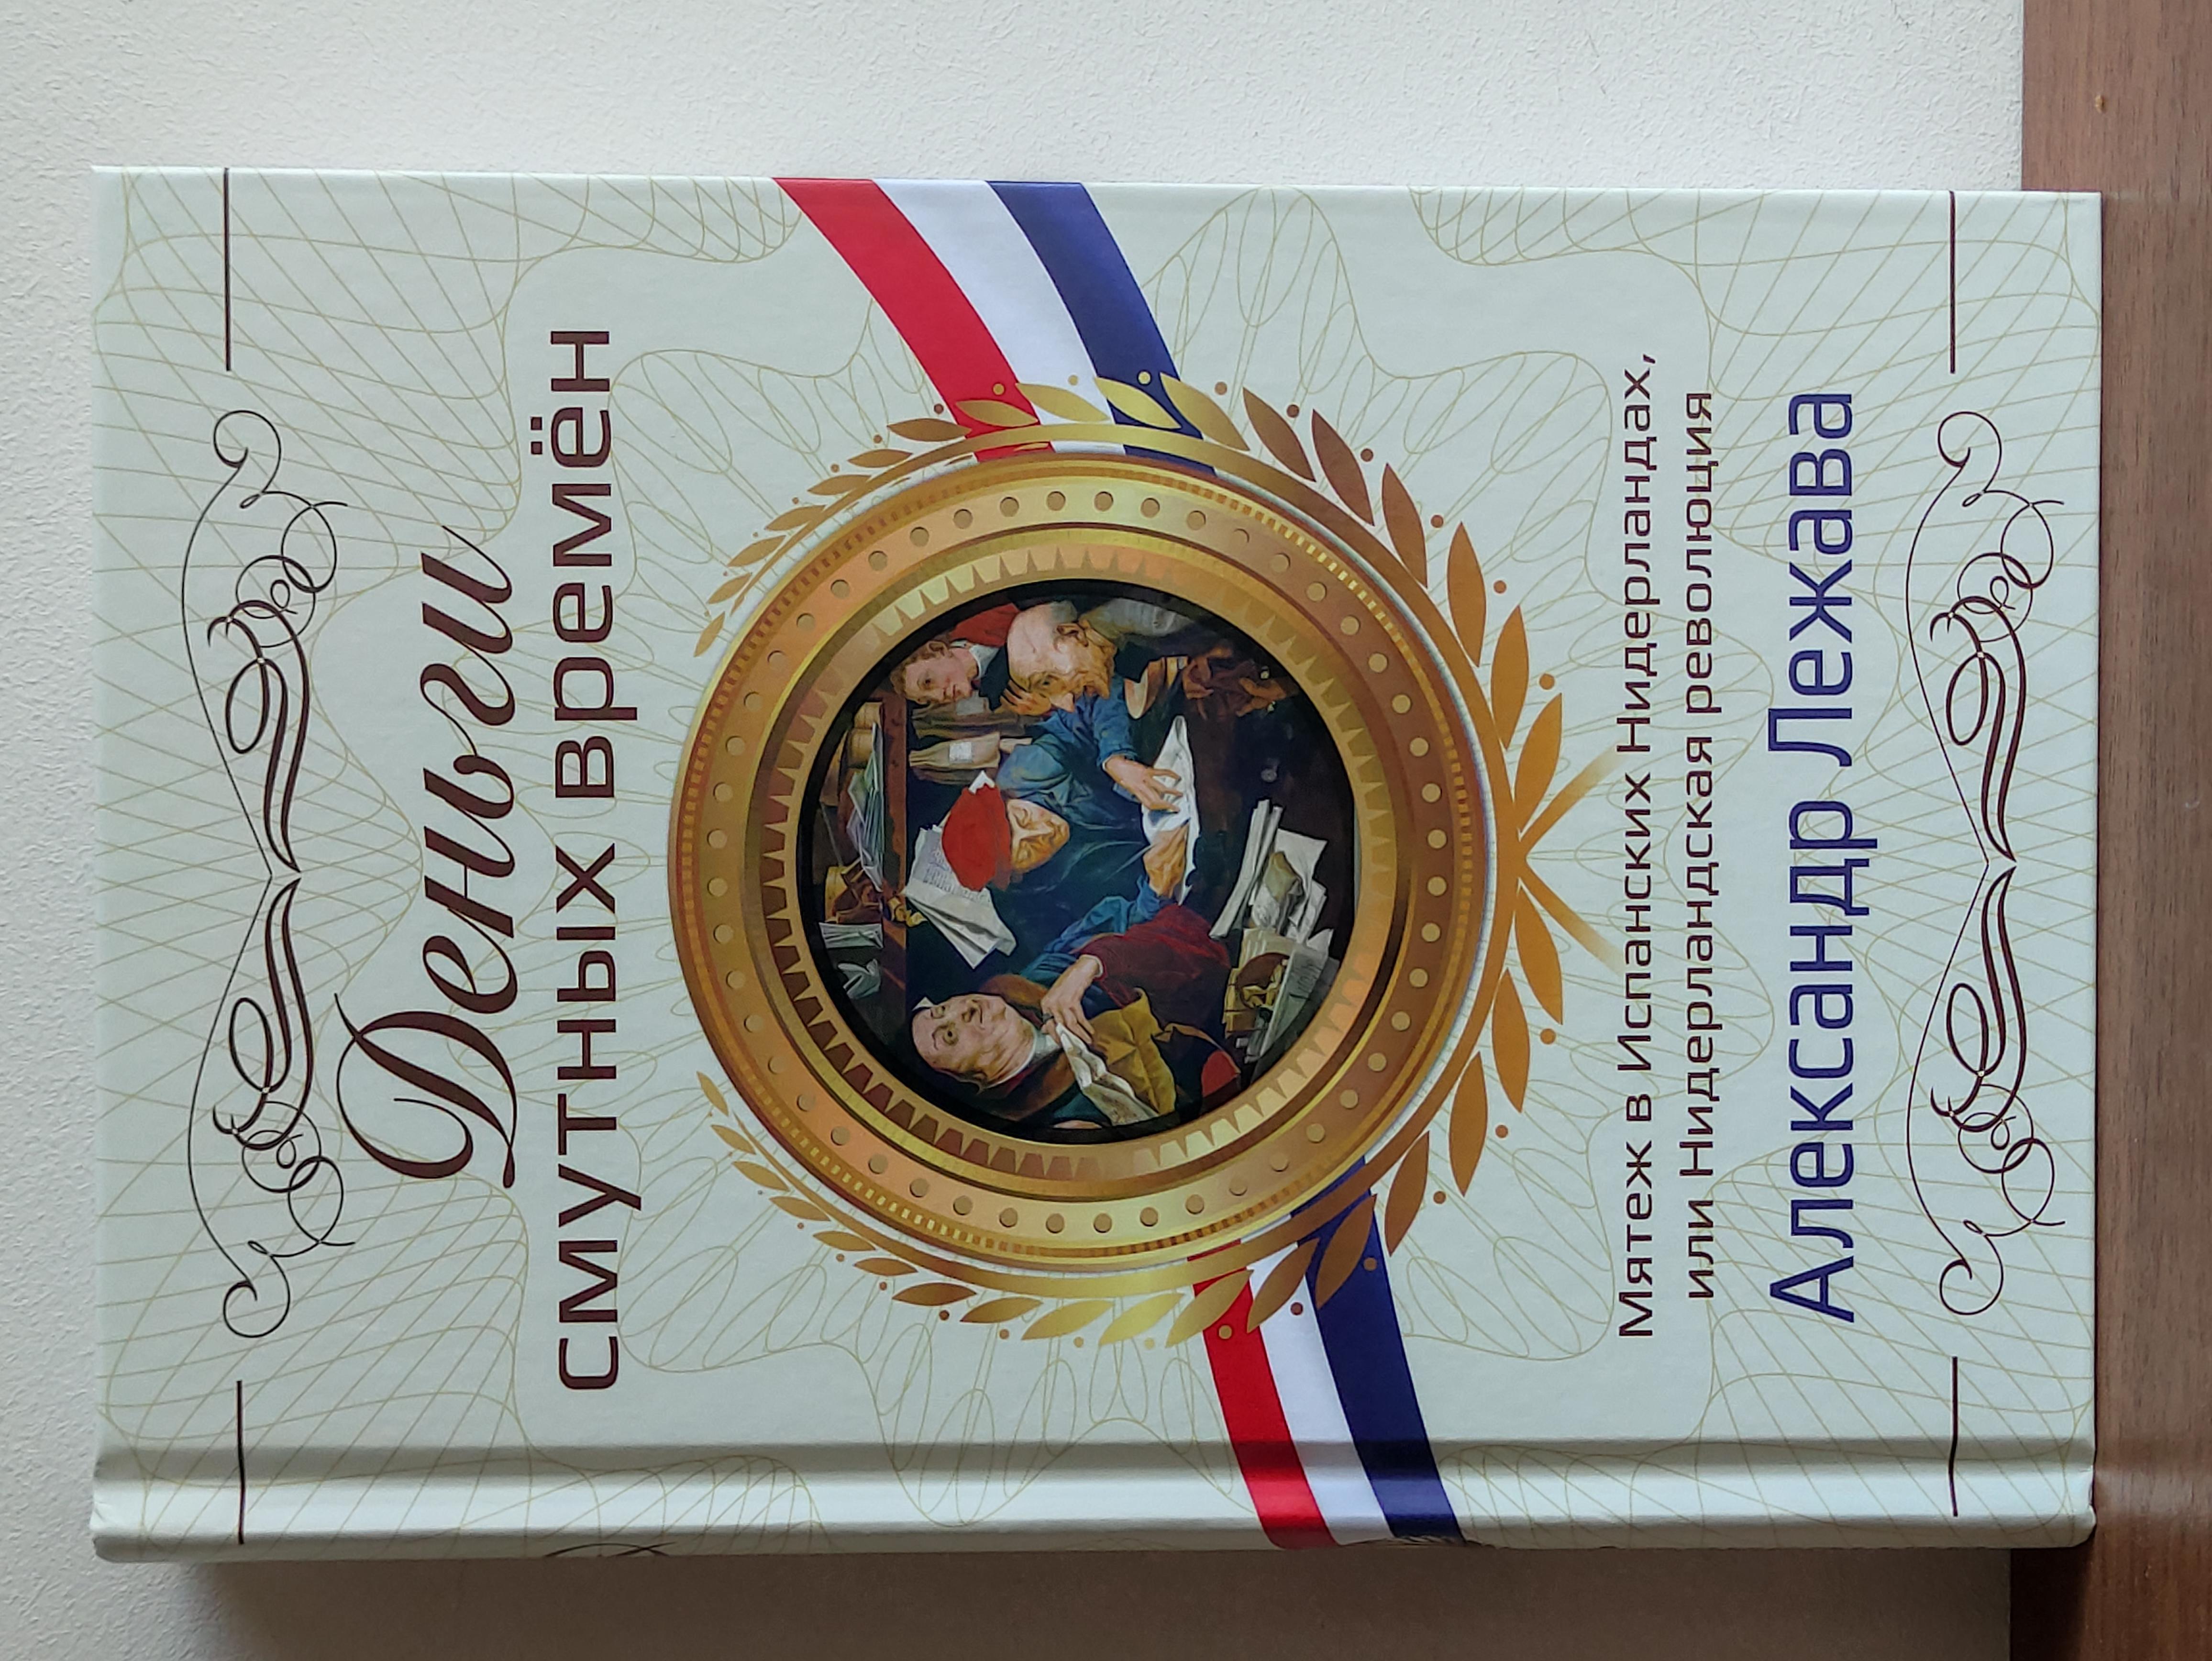 Деньги
смутных времён
Мятеж в Испанских Нидерландах,
или Нидерландская революция
Александр Лежава